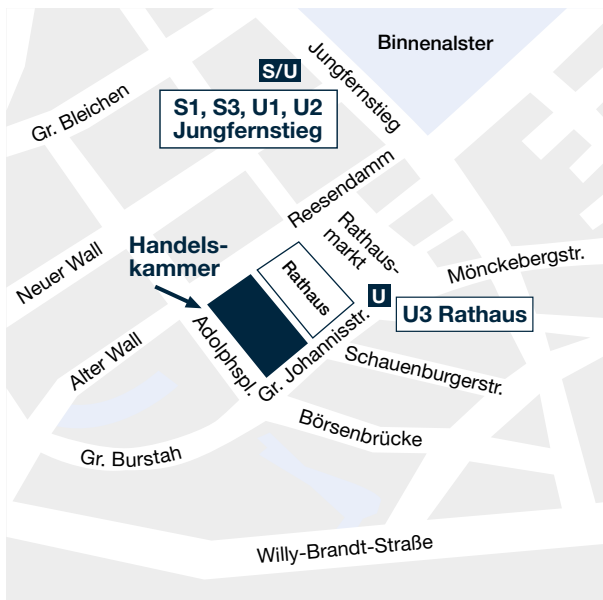 Binnenalster
Jungfernstieg
S/U
S1, S3, U1, U2
Jungfernstieg
Gr. Bleichen
Reesendamm
Rathaus-
markt
Handels-
kammer
Neuer Wall
Rathaus
Mönckebergstr.
U
U3 Rathaus
Adolphspl.
Gr. Johannisstr.
Alter Wall
Schauenburgerstr.
Börsenbrücke
Gr. Burstah
Willy-Brandt-Straße